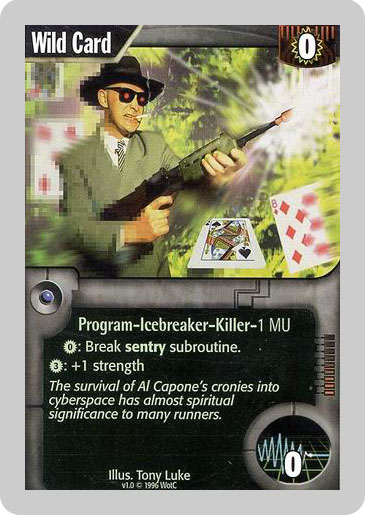 Wild Card
0
Program-Icebreaker-Killer-1 MU
0: Break sentry subroutine.
3: +1 strength
The survival of Al Capone's cronies into
cyberspace has almost spiritual
significance to many runners.
0
Illus. Tony Luke
v1.0 © 1996 WotC